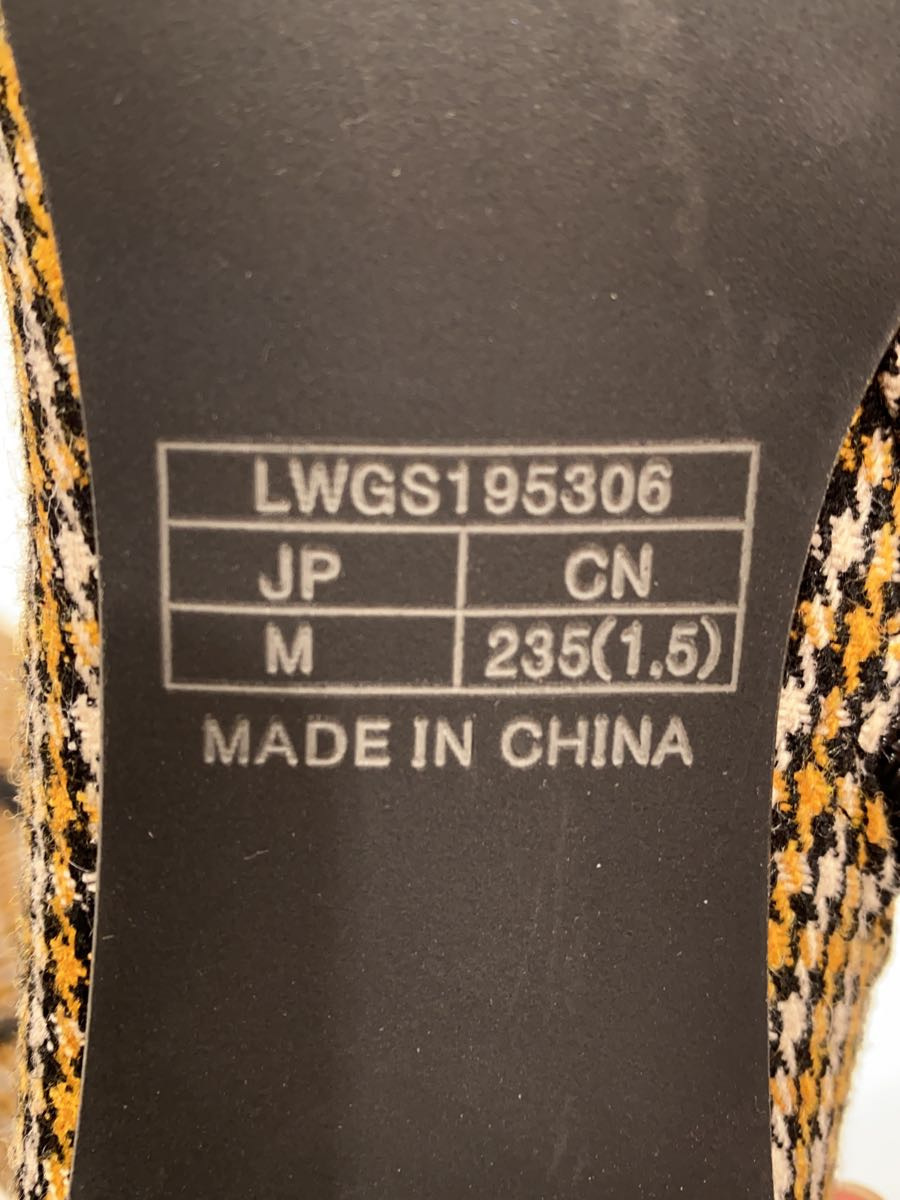 LWGS195306
JP CN
M 235(1.5)
MADE IN CHINA